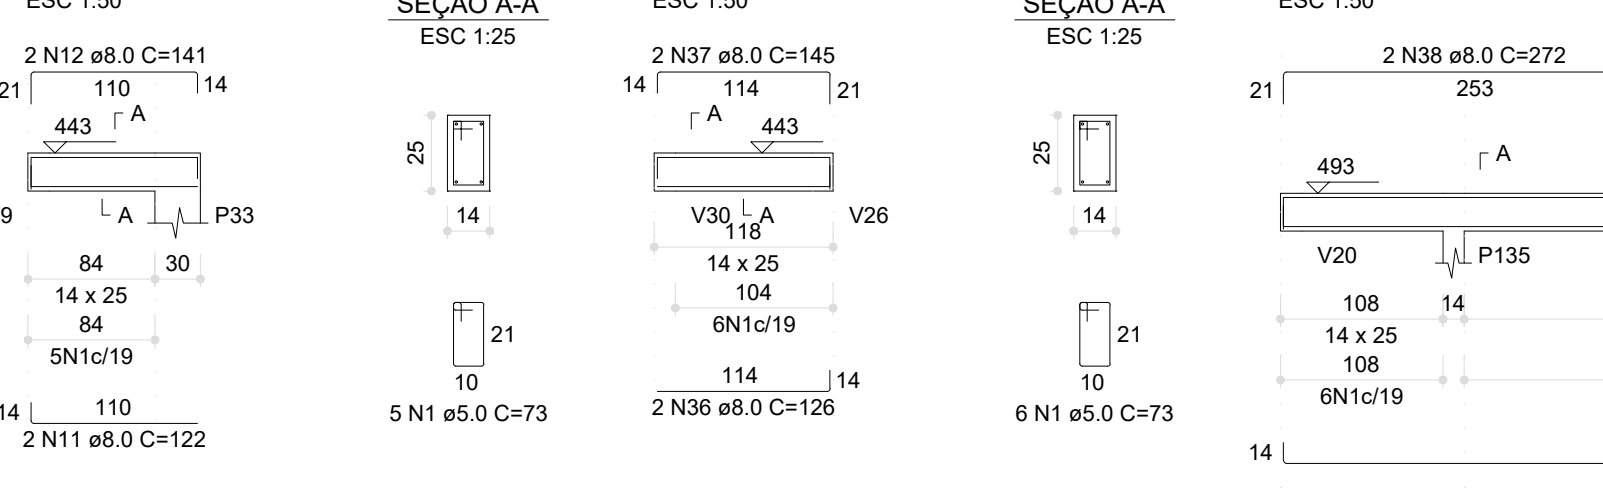 ESC 1:50
2 N12 ø8.0 C=141
21
110
14
A
443
A
P33
84
30
14 x 25
84
5N1c/19
14
110
2 N11 ø8.0 C=122
SEÇÃO A-A
ESC 1:25
25
14
21
10
5 N1 ø5.0 C=73
ESC 1:50
2 N37 ø8.0 C=145
14
114
21
A
443
V30
A
V26
118
14 x 25
104
6N1c/19
114
14
2 N36 ø8.0 C=126
SEÇÃO A-A
ESC 1:25
25
14
21
10
6 N1 ø5.0 C=73
ESC 1:50
2 N38 ø8.0 C=272
21
253
A
493
V20
P135
108
14
14 x 25
108
6N1c/19
14